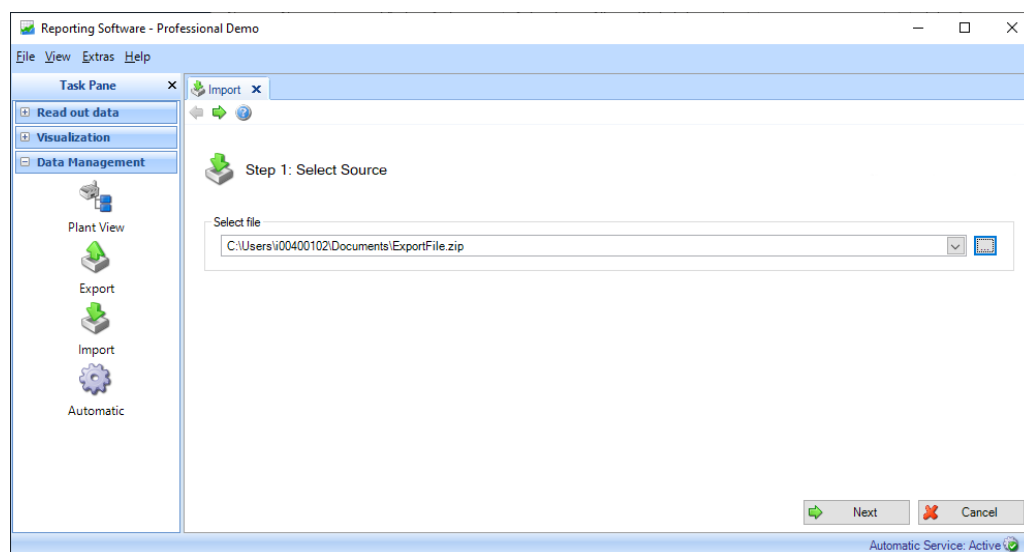 Reporting Software - Professional Demo
File View Extras Help
Task Pane
Import
Read out data
Visualization
Data Management
Plant View
Export
Import
Automatic
Step 1: Select Source
Select file
C:\Users\i00400102\Documents\ExportFile.zip
...
Next
Cancel
Automatic Service: Active